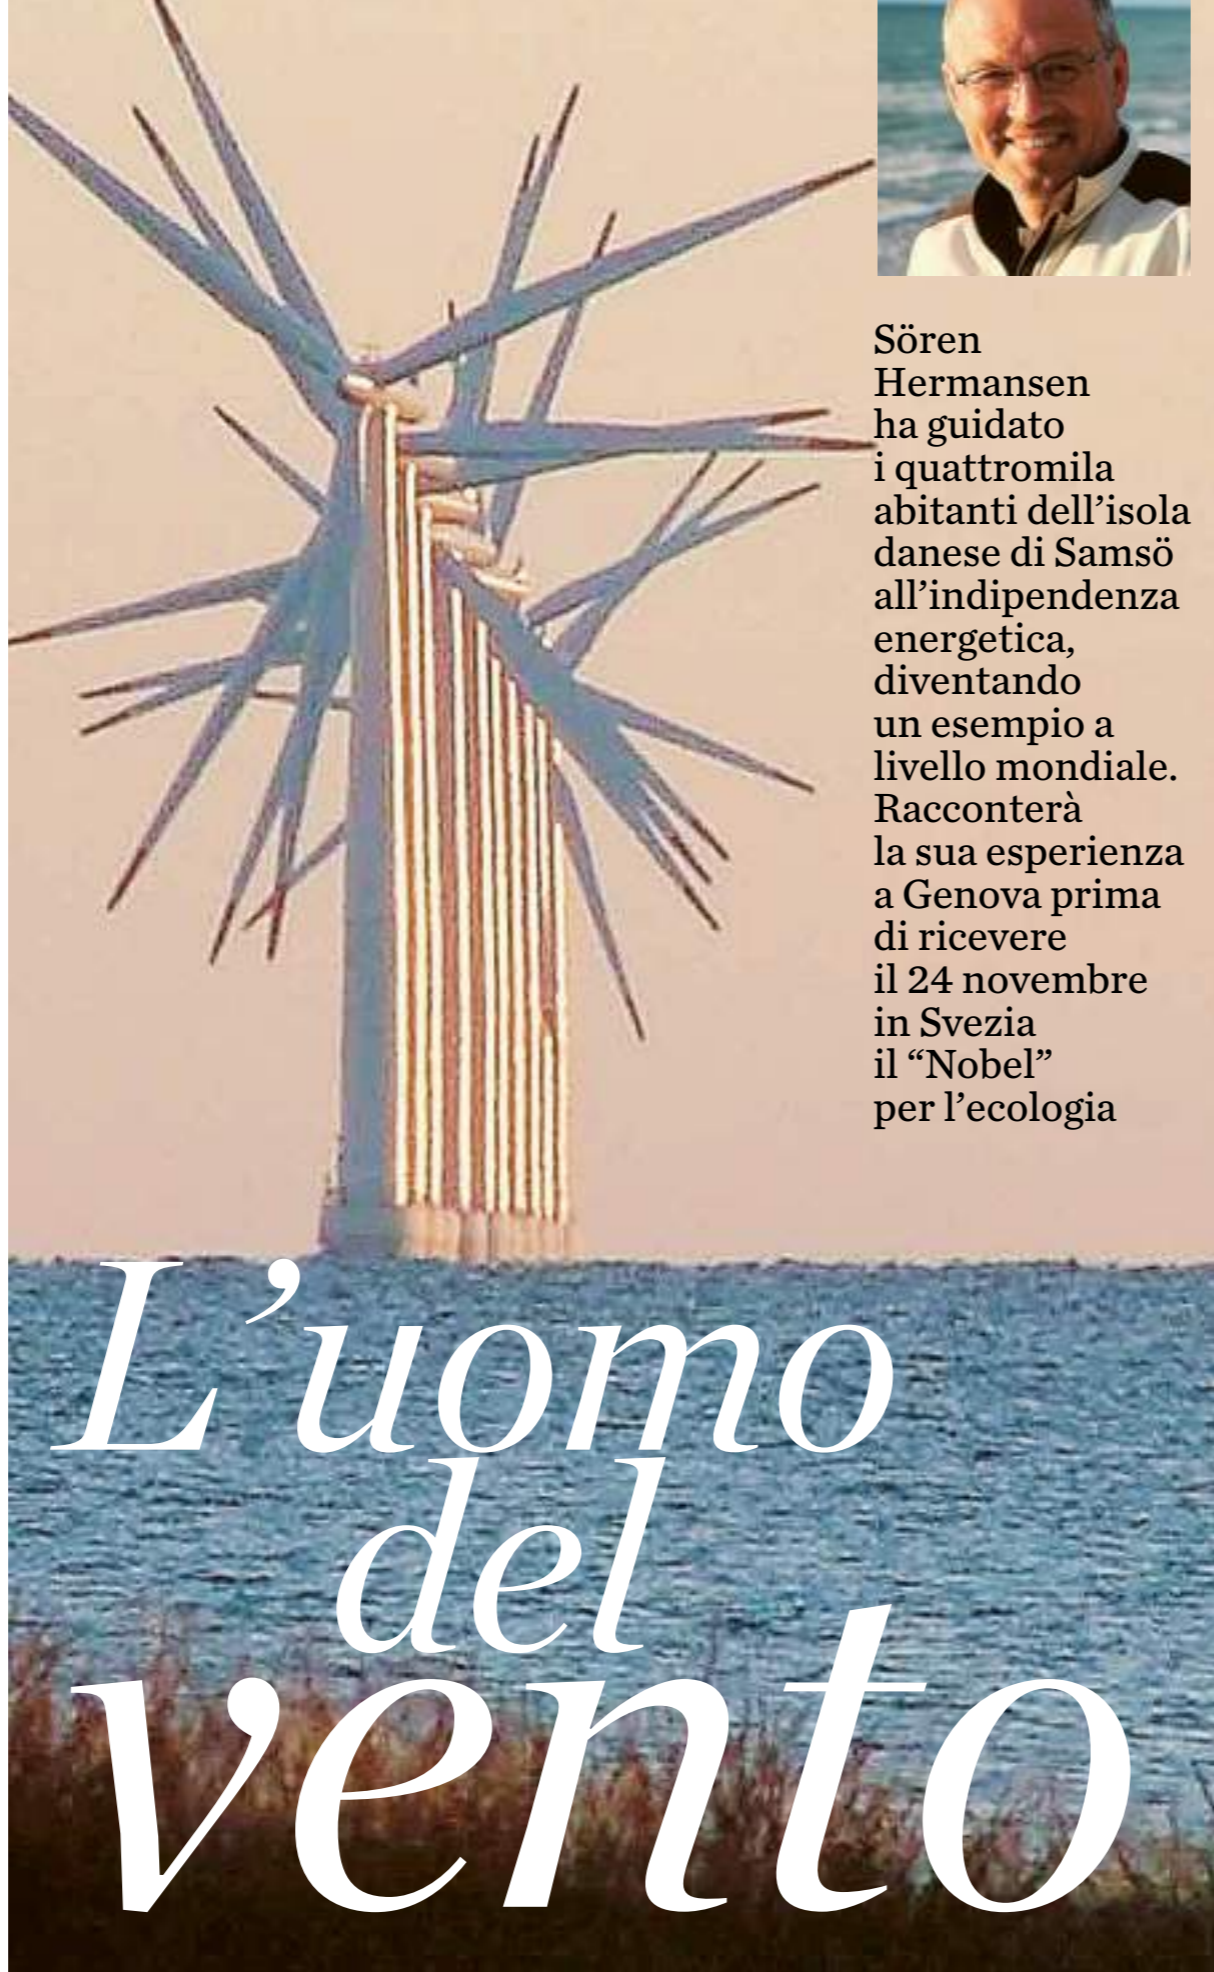 Sören
Hermansen
ha guidato
i quattromila
abitanti dell’isola
danese di Samsö
all’indipendenza
energetica,
diventando
un esempio a
livello mondiale.
Racconterà
la sua esperienza
a Genova prima
di ricevere
il 24 novembre
in Svezia
il “Nobel”
per l’ecologia
L’uomo
del
vento